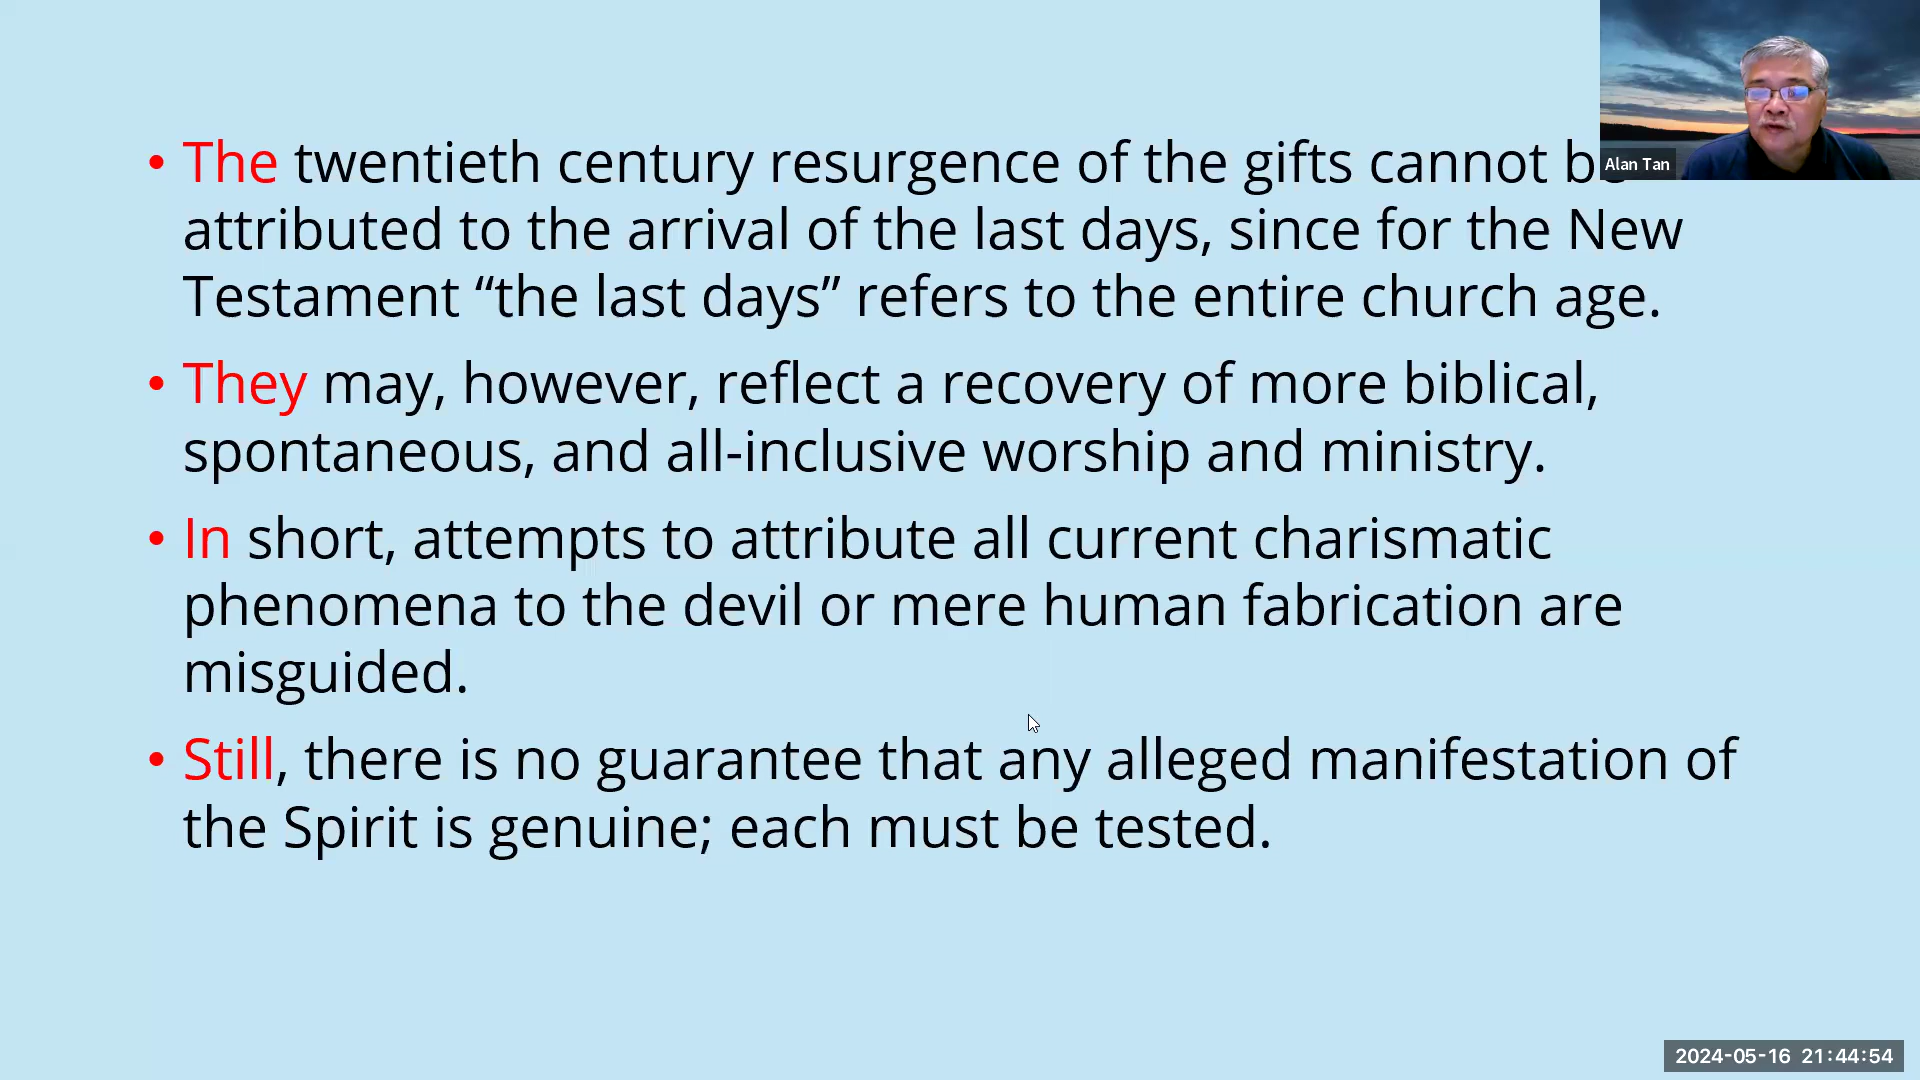 • The twentieth century resurgence of the gifts cannot be
attributed to the arrival of the last days, since for the New
Testament “the last days” refers to the entire church age.
• They may, however, reflect a recovery of more biblical,
spontaneous, and all-inclusive worship and ministry.
• In short, attempts to attribute all current charismatic
phenomena to the devil or mere human fabrication are
misguided.
• Still, there is no guarantee that any alleged manifestation of
the Spirit is genuine; each must be tested.
Alan Tan
2024-05-16 21:44:54